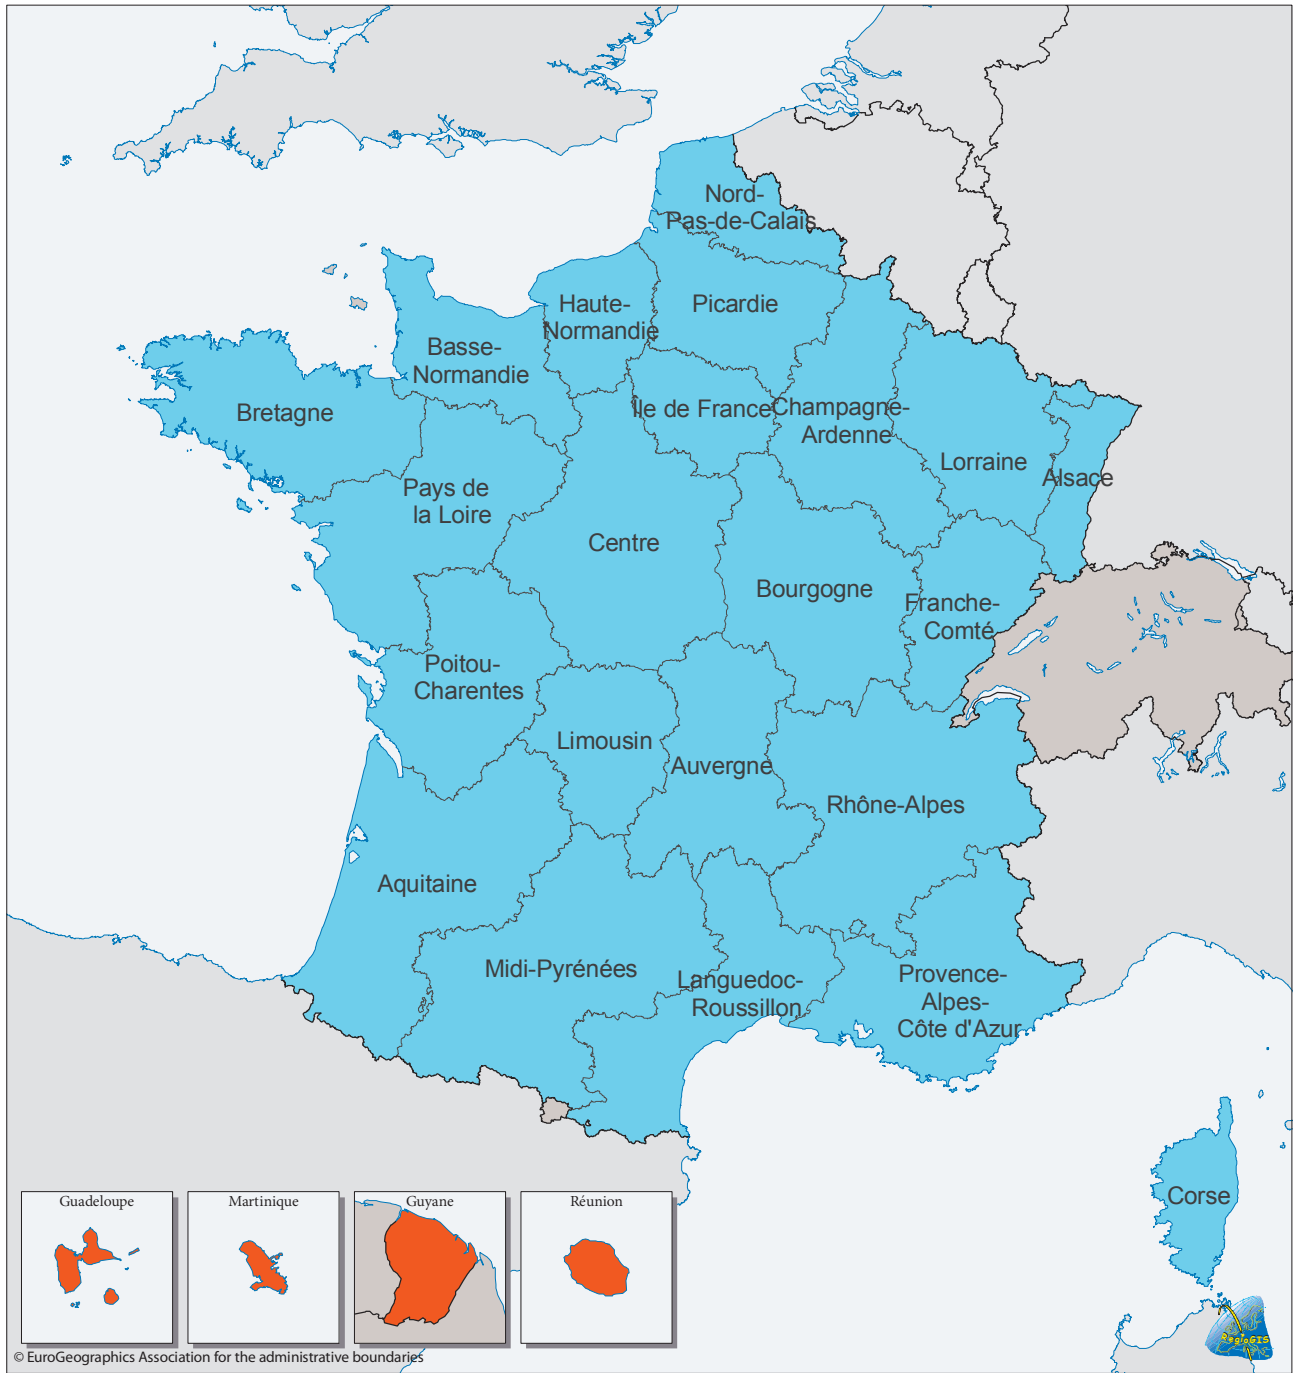 Nord-
Pas-de-Calais
Haute-
Normandie
Picardie
Basse-
Normandie
Bretagne
Île de France
Champagne-
Ardenne
Lorraine
Alsace
Pays de
la Loire
Centre
Bourgogne
Franche-
Comté
Poitou-
Charentes
Limousin
Auvergne
Rhône-Alpes
Aquitaine
Midi-Pyrénées
Languedoc-
Roussillon
Provence-
Alpes-
Côte d'Azur
Corse
Guadeloupe
Martinique
Guyane
Réunion
RegioGIS
© EuroGeographics Association for the administrative boundaries